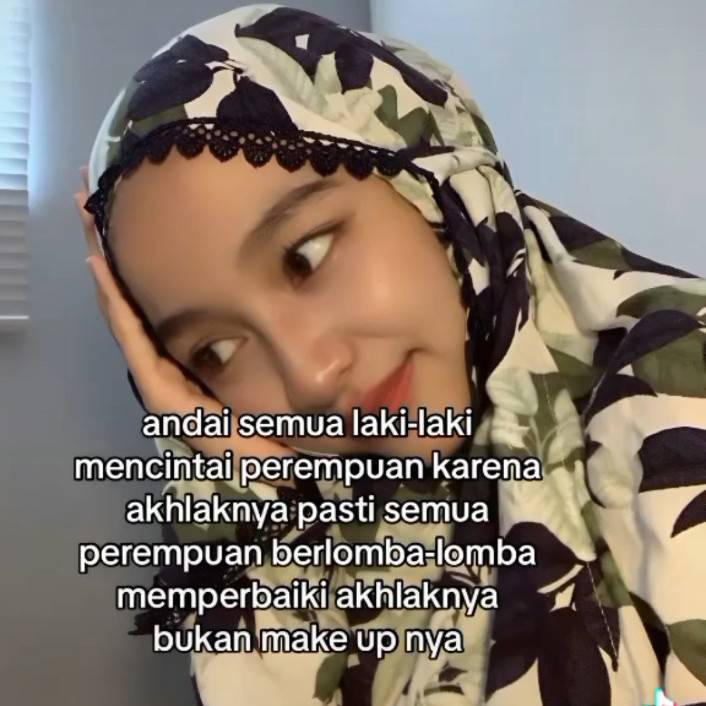 andai semua laki-laki
mencintai perempuan karena
akhlaknya pasti semua
perempuan berlomba-lomba
memperbaiki akhlaknya
bukan make up nya